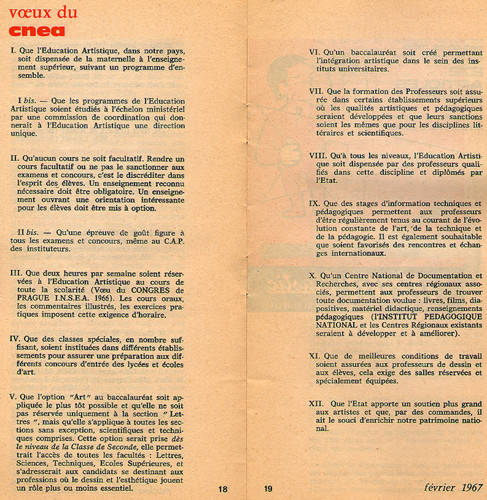 vœux du
cnea
I. Que l'Education Artistique, dans notre pays,
soit dispensée de la maternelle à l'enseigne-
ment supérieur, suivant un programme d'en-
semble.
I bis. — Que les programmes de l'Education
Artistique soient étudiés à l'échelon ministériel
par une commission de coordination qui don-
nerait à l'Education Artistique une direction
unique.
II. Qu'aucun cours ne soit facultatif. Rendre un
cours facultatif ou ne pas le sanctionner aux
examens et concours, c'est le discréditer dans
l'esprit des élèves. Un enseignement reconnu
nécessaire doit être obligatoire. Un enseigne-
ment ouvrant une orientation intéressante
pour les élèves doit être mis à option.
II bis. — Qu'une épreuve de goût figure à
tous les examens et concours, même au C.A.P.
des instituteurs.
III. Que deux heures par semaine soient réser-
vées à l'Education Artistique au cours de
toute la scolarité (Vœu du CONGRES de
PRAGUE I.N.S.E.A. 1966). Les cours oraux,
les commentaires illustrés, les exercices pra-
tiques imposent cette exigence d'horaire.
IV. Que des classes spéciales, en nombre suf-
fisant, soient instituées dans différents établis-
sements pour assurer une préparation aux dif-
férents concours d'entrée des lycées et écoles
d'art.
V. Que l'option "Art" au baccalauréat soit ap-
pliquée le plus tôt possible et qu'elle ne soit
pas réservée uniquement à la section " Let-
tres ", mais qu'elle s'applique à toutes les sec-
tions sans exception, scientifiques et techni-
ques comprises. Cette option serait prise dès
le niveau de la Classe de Seconde, elle permet-
trait l'accès de toutes les facultés : Lettres,
Sciences, Techniques, Ecoles Supérieures, et
s'adresserait aux candidats se destinant aux
professions où le dessin et l'esthétique jouent
un rôle plus ou moins essentiel.
18
VI. Qu'un baccalauréat soit créé permettant
l'intégration artistique dans le sein des ins-
tituts universitaires.
VII. Que la formation des Professeurs soit assu-
rée dans certains établissements supérieurs
où les qualités artistiques et pédagogiques
seraient développées et que leurs sanctions
soient les mêmes que pour les disciplines lit-
téraires et scientifiques.
VIII. Qu'à tous les niveaux, l'Education Artisti-
que soit dispensée par des professeurs quali-
fiés dans cette discipline et diplômés par
l'Etat.
IX. Que des stages d'information techniques et
pédagogiques permettent aux professeurs
d'être régulièrement tenus au courant de l'évo-
lution constante de l'art, de la technique et
de la pédagogie. Il est également souhaitable
que soient favorisés des rencontres et échan-
ges internationaux.
X. Qu'un Centre National de Documentation et
Recherches, avec ses centres régionaux asso-
ciés, permettent aux professeurs de trouver
toute documentation voulue : livres, films, dia-
positives, matériel didactique, renseignements
pédagogiques (l'INSTITUT PEDAGOGIQUE
NATIONAL et les Centres Régionaux existants
seraient à développer et à améliorer).
XI. Que de meilleures conditions de travail
soient assurées aux professeurs de dessin et
aux élèves, cela exige des salles réservées et
spécialement équipées.
XII. Que l'Etat apporte un soutien plus grand
aux artistes et que, par des commandes, il
ait le souci d'enrichir notre patrimoine natio-
nal.
19
février 1967